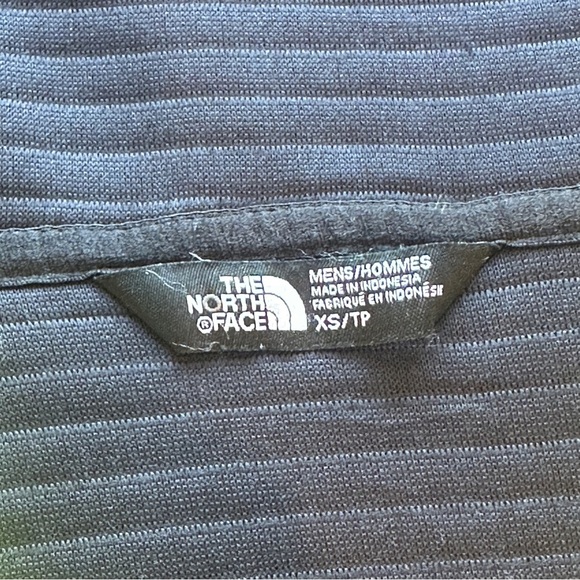 THE
NORTH
®FACE
MENS/HOMMES
MADE IN INDONESIA
FABRIQUÉ EN INDONÉSIE
XS/TP